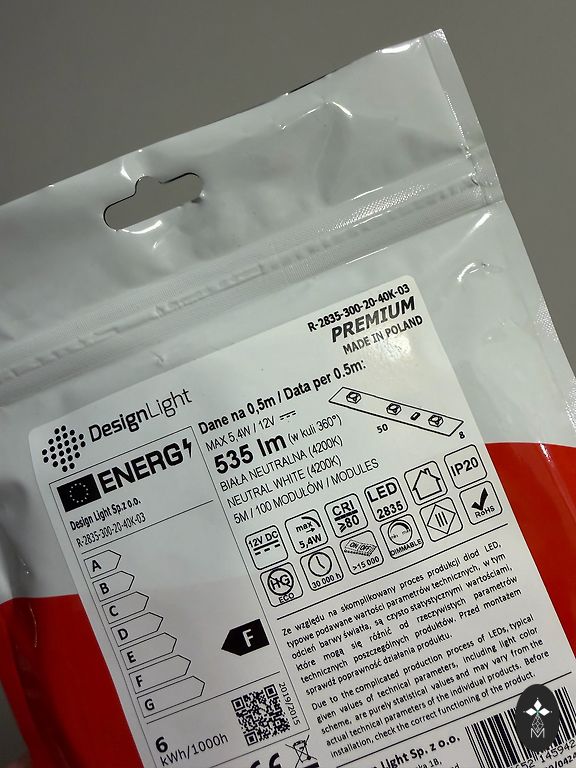 R-2835-300-20-40K-03
PREMIUM
MADE IN POLAND
DesignLight
ENERG
Design Light Sp.z o.o.
R-2835-300-20-40K-03
A
B
C
D
E
F
G
F
6
kWh/1000h
2019/2015
Dane na 0,5m / Data per 0.5m:
MAX 5,4W / 12V
535 lm (w kuli 360°)
BIAŁA NEUTRALNA (4200K)
NEUTRAL WHITE (4200K)
5M / 100 MODUŁÓW / MODULES
50
8
12V DC
max
5,4W
CRI
>80
LED
2835
IP20
HG
ECO
30 000 h
ON/OFF
>15 000
DIMMABLE
III
RoHS
Ze względu na skomplikowany proces produkcji diod LED,
typowe podawane wartości parametrów technicznych, w tym
odcień barwy światła, są czysto statystycznymi wartościami,
które mogą się różnić od rzeczywistych parametrów
technicznych poszczególnych produktów. Przed montażem
sprawdź poprawność działania produktu.
Due to the complicated production process of LEDs, typical
given values of technical parameters, including light color
scheme, are purely statistical values and may vary from the
actual technical parameters of the individual products. Before
installation, check the correct functioning of the product.
Design Light Sp. z o.o.
M